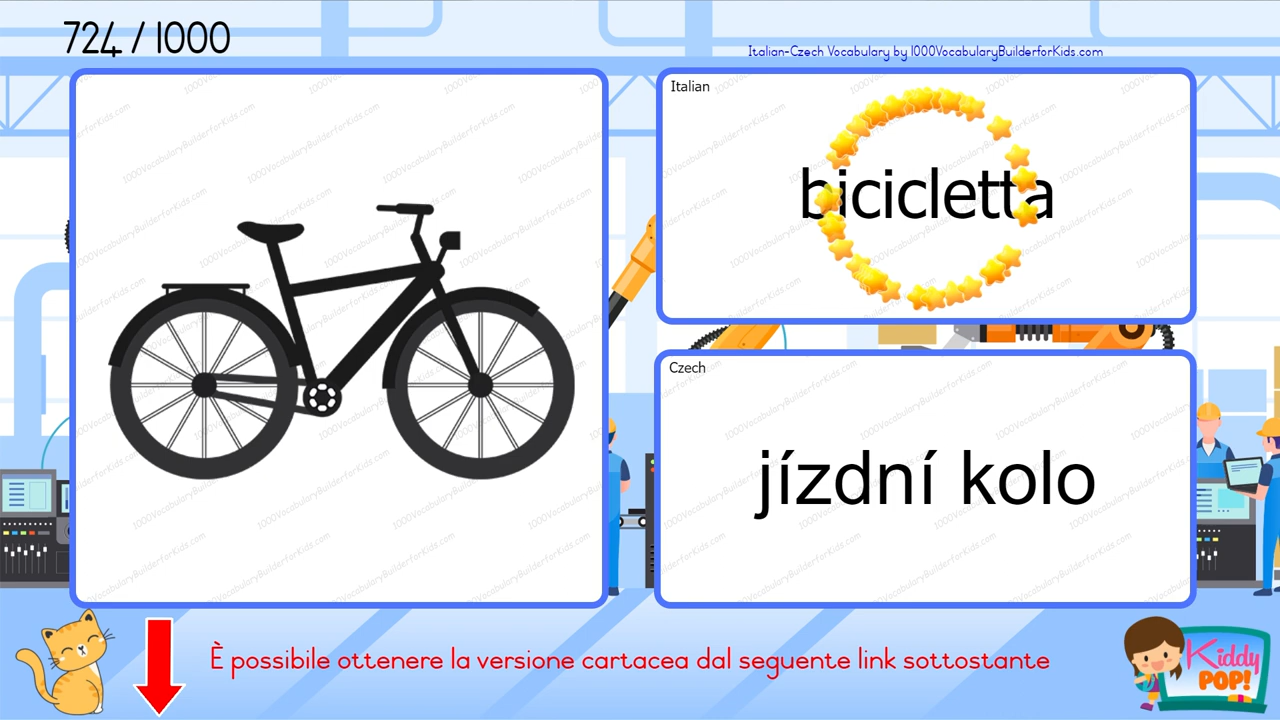 724 / 1000
Italian-Czech Vocabulary by 1000VocabularyBuilderforKids.com
Italian
bicicletta
Czech
jízdní kolo
È possibile ottenere la versione cartacea dal seguente link sottostante
Kiddy
POP!